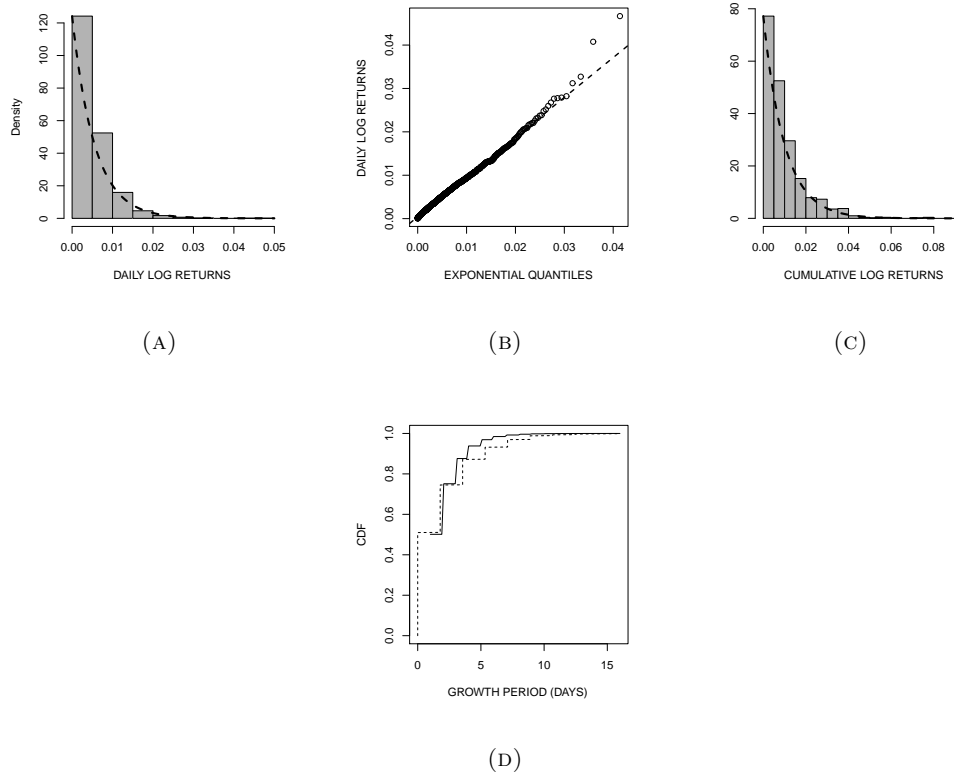 Density
0 20 40 60 80 100 120
0.00 0.01 0.02 0.03 0.04 0.05
DAILY LOG RETURNS
(A)
DAILY LOG RETURNS
0.00 0.01 0.02 0.03 0.04
0.00 0.01 0.02 0.03 0.04
EXPONENTIAL QUANTILES
(B)
0 20 40 60 80
0.00 0.02 0.04 0.06 0.08
CUMULATIVE LOG RETURNS
(C)
CDF
0.0 0.2 0.4 0.6 0.8 1.0
0 5 10 15
GROWTH PERIOD (DAYS)
(D)